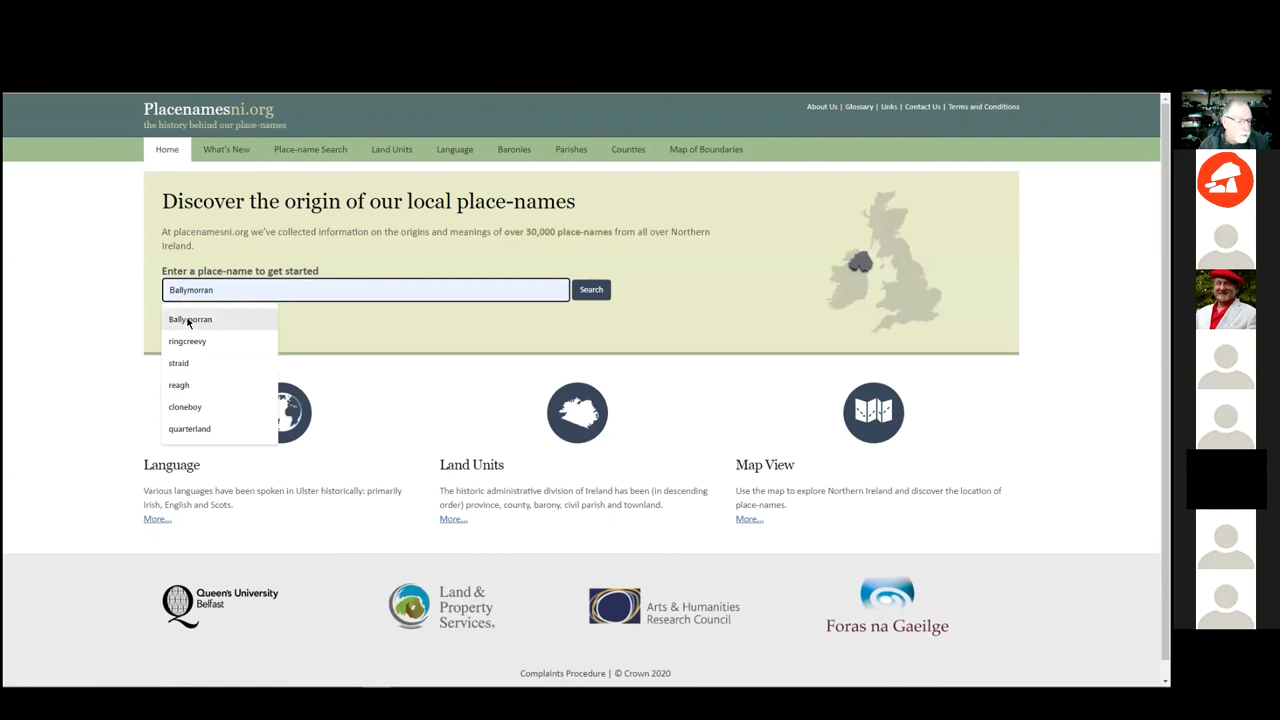 Placenamesni.org
the history behind our place-names
About Us | Glossary | Links | Contact Us | Terms and Conditions
Home What's New Place-name Search Land Units Language Baronies Parishes Counties Map of Boundaries
Discover the origin of our local place-names
At placenamesni.org we've collected information on the origins and meanings of over 30,000 place-names from all over Northern
Ireland.
Enter a place-name to get started
Ballymorran
Search
Ballymorran
ringcreevy
straid
reagh
cloneboy
quarterland
Language
Various languages have been spoken in Ulster historically: primarily
Irish, English and Scots.
More...
Land Units
The historic administrative division of Ireland has been (in descending
order) province, county, barony, civil parish and townland.
More...
Map View
Use the map to explore Northern Ireland and discover the location of
place-names.
More...
Queen's University
Belfast
Land &
Property
Services.
Arts & Humanities
Research Council
Foras na Gaeilge
Complaints Procedure | © Crown 2020